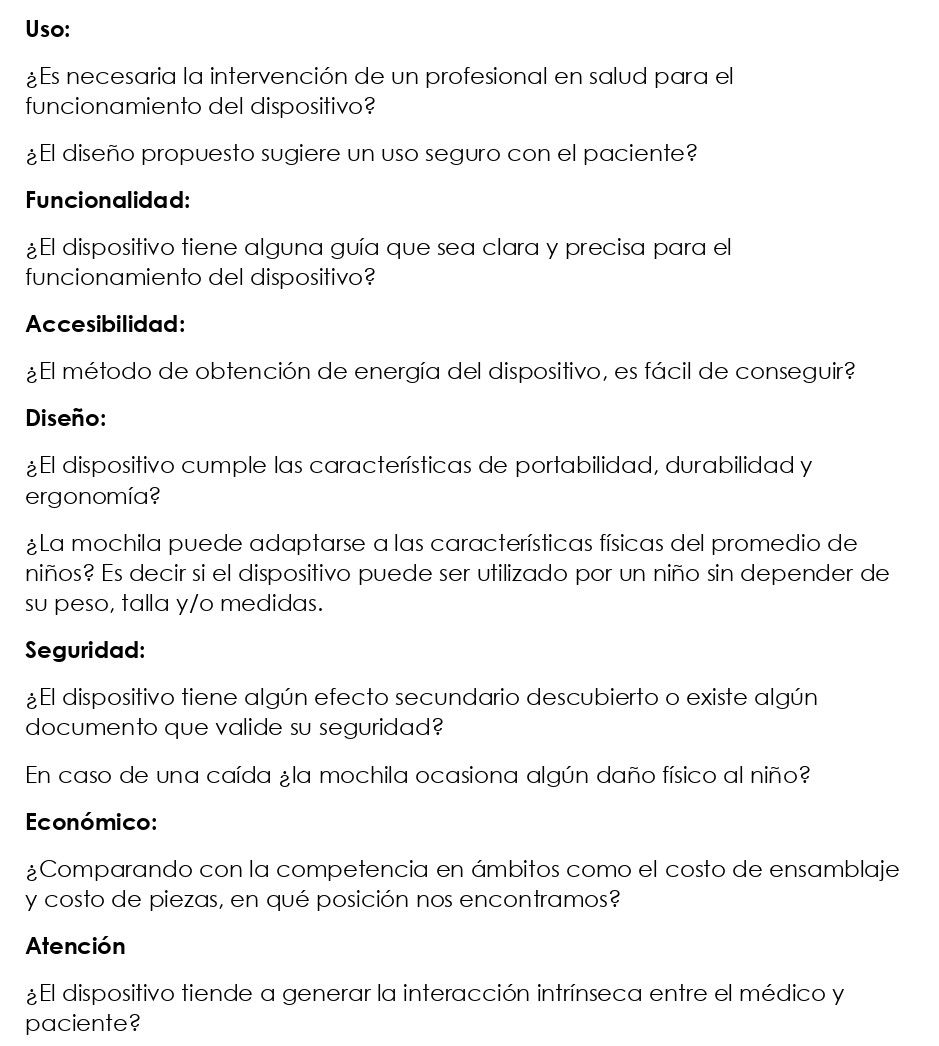 Uso:
¿Es necesaria la intervención de un profesional en salud para el
funcionamiento del dispositivo?
¿El diseño propuesto sugiere un uso seguro con el paciente?
Funcionalidad:
¿El dispositivo tiene alguna guía que sea clara y precisa para el
funcionamiento del dispositivo?
Accesibilidad:
¿El método de obtención de energía del dispositivo, es fácil de conseguir?
Diseño:
¿El dispositivo cumple las características de portabilidad, durabilidad y
ergonomía?
¿La mochila puede adaptarse a las características físicas del promedio de
niños? Es decir si el dispositivo puede ser utilizado por un niño sin depender de
su peso, talla y/o medidas.
Seguridad:
¿El dispositivo tiene algún efecto secundario descubierto o existe algún
documento que valide su seguridad?
En caso de una caída ¿la mochila ocasiona algún daño físico al niño?
Económico:
¿Comparando con la competencia en ámbitos como el costo de ensamblaje
y costo de piezas, en qué posición nos encontramos?
Atención
¿El dispositivo tiende a generar la interacción intrínseca entre el médico y
paciente?